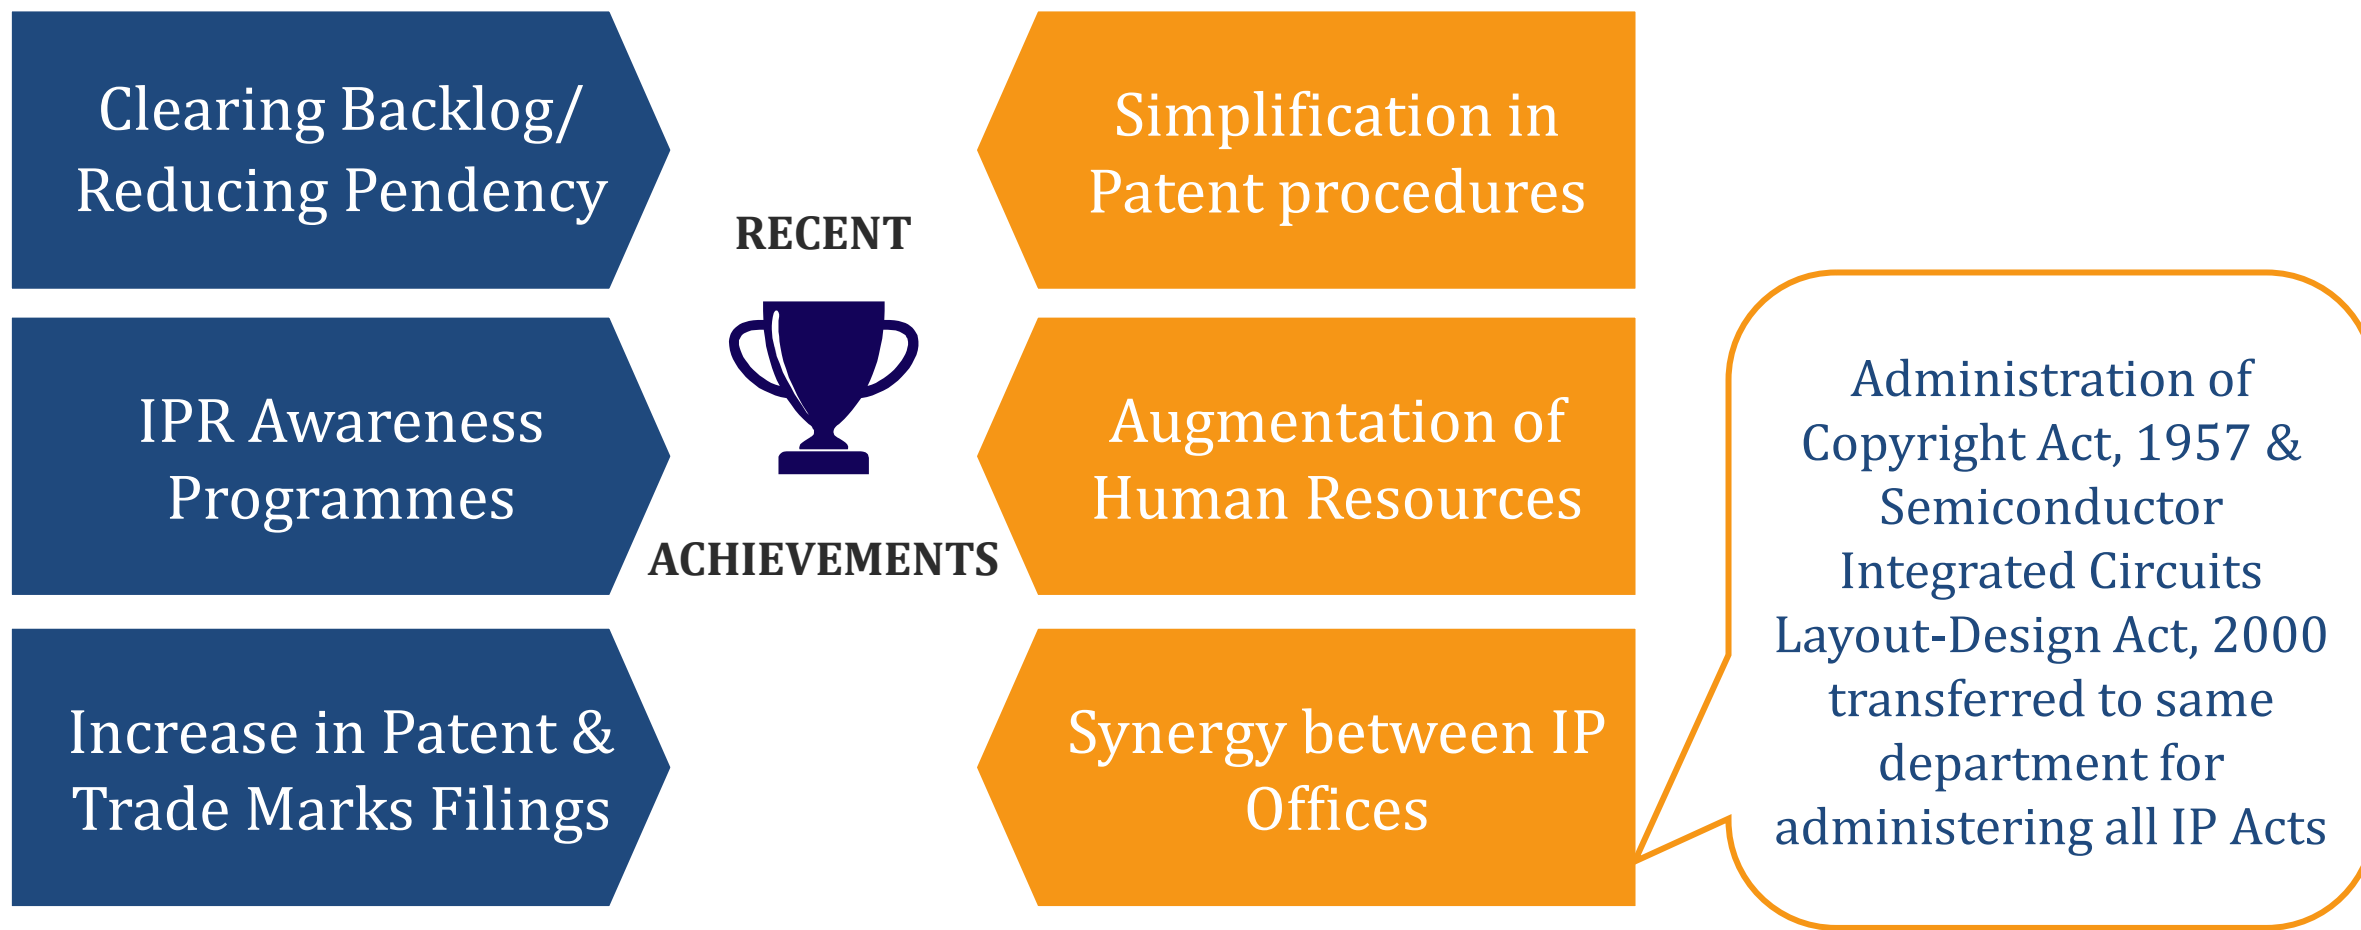 Clearing Backlog/
Reducing Pendency
IPR Awareness
Programmes
Increase in Patent &
Trade Marks Filings
RECENT
ACHIEVEMENTS
Simplification in
Patent procedures
Augmentation of
Human Resources
Synergy between IP
Offices
Administration of
Copyright Act, 1957 &
Semiconductor
Integrated Circuits
Layout-Design Act, 2000
transferred to same
department for
administering all IP Acts